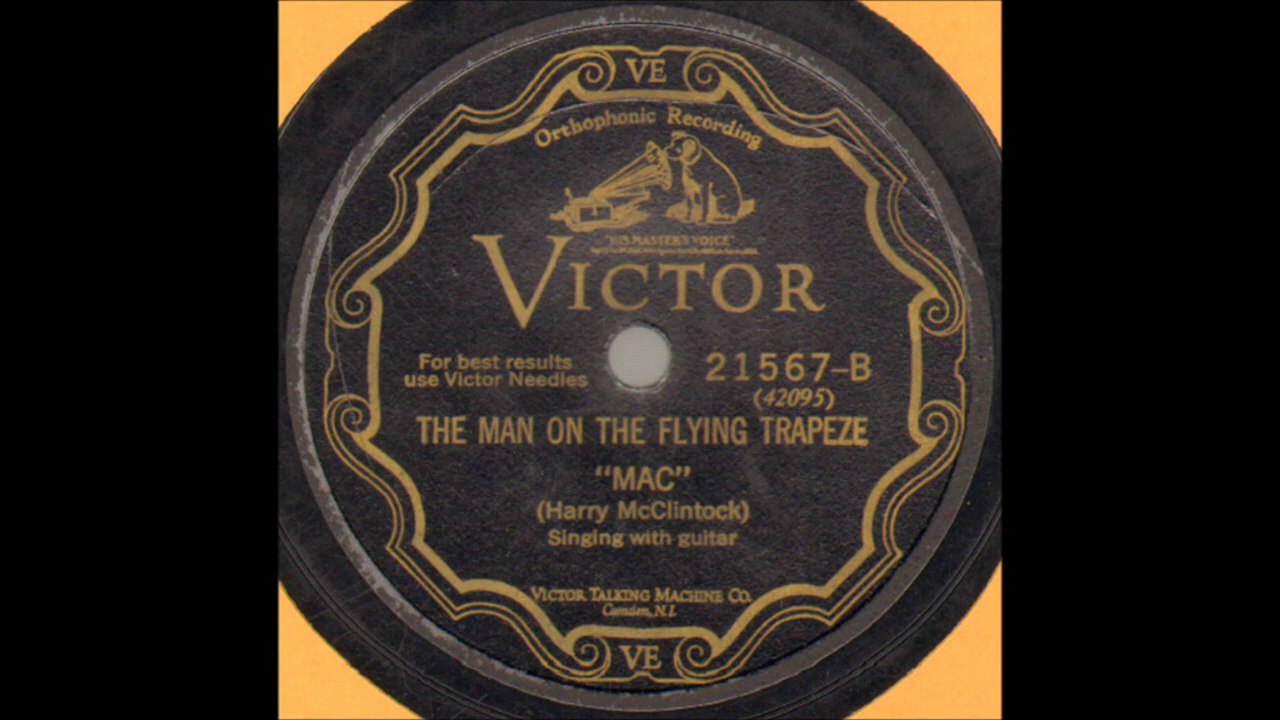 VE
Orthophonic Recording
"HIS MASTER'S VOICE"
VICTOR
For best results
use Victor Needles
21567-B
(42095)
THE MAN ON THE FLYING TRAPEZE
"MAC"
(Harry McClintock)
Singing with guitar
VICTOR TALKING MACHINE CO.
Camden, N.J.
VE